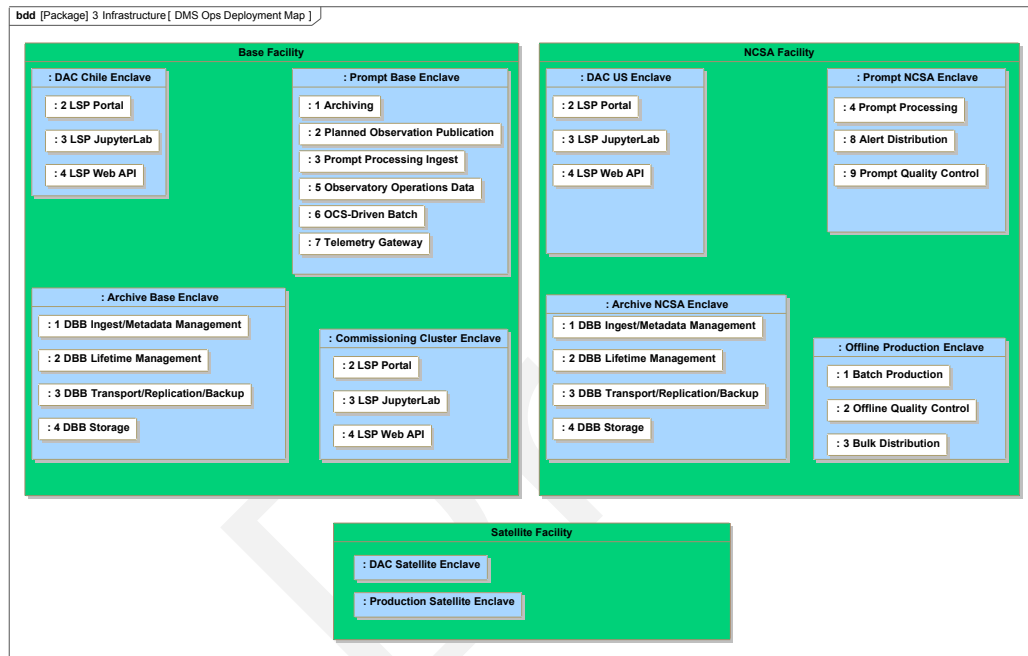 bdd [Package] 3 Infrastructure [ DMS Ops Deployment Map ]
Base Facility
: DAC Chile Enclave
: 2 LSP Portal
: 3 LSP JupyterLab
: 4 LSP Web API
: Prompt Base Enclave
: 1 Archiving
: 2 Planned Observation Publication
: 3 Prompt Processing Ingest
: 5 Observatory Operations Data
: 6 OCS-Driven Batch
: 7 Telemetry Gateway
: Archive Base Enclave
: 1 DBB Ingest/Metadata Management
: 2 DBB Lifetime Management
: 3 DBB Transport/Replication/Backup
: 4 DBB Storage
: Commissioning Cluster Enclave
: 2 LSP Portal
: 3 LSP JupyterLab
: 4 LSP Web API
NCSA Facility
: DAC US Enclave
: 2 LSP Portal
: 3 LSP JupyterLab
: 4 LSP Web API
: Prompt NCSA Enclave
: 4 Prompt Processing
: 8 Alert Distribution
: 9 Prompt Quality Control
: Archive NCSA Enclave
: 1 DBB Ingest/Metadata Management
: 2 DBB Lifetime Management
: 3 DBB Transport/Replication/Backup
: 4 DBB Storage
: Offline Production Enclave
: 1 Batch Production
: 2 Offline Quality Control
: 3 Bulk Distribution
Satellite Facility
: DAC Satellite Enclave
: Production Satellite Enclave